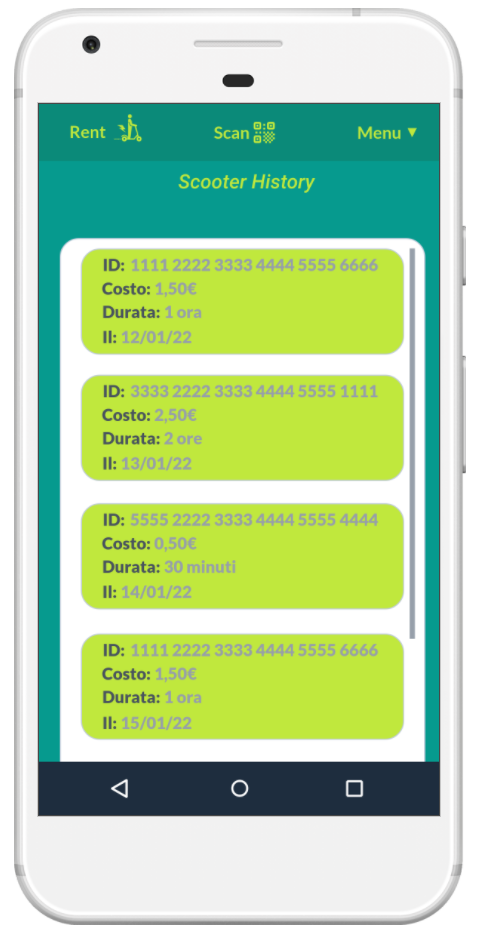 Rent
Scan
Menu ▼
Scooter History
ID: 1111 2222 3333 4444 5555 6666
Costo: 1,50€
Durata: 1 ora
Il: 12/01/22
ID: 3333 2222 3333 4444 5555 1111
Costo: 2,50€
Durata: 2 ore
Il: 13/01/22
ID: 5555 2222 3333 4444 5555 4444
Costo: 0,50€
Durata: 30 minuti
Il: 14/01/22
ID: 1111 2222 3333 4444 5555 6666
Costo: 1,50€
Durata: 1 ora
Il: 15/01/22